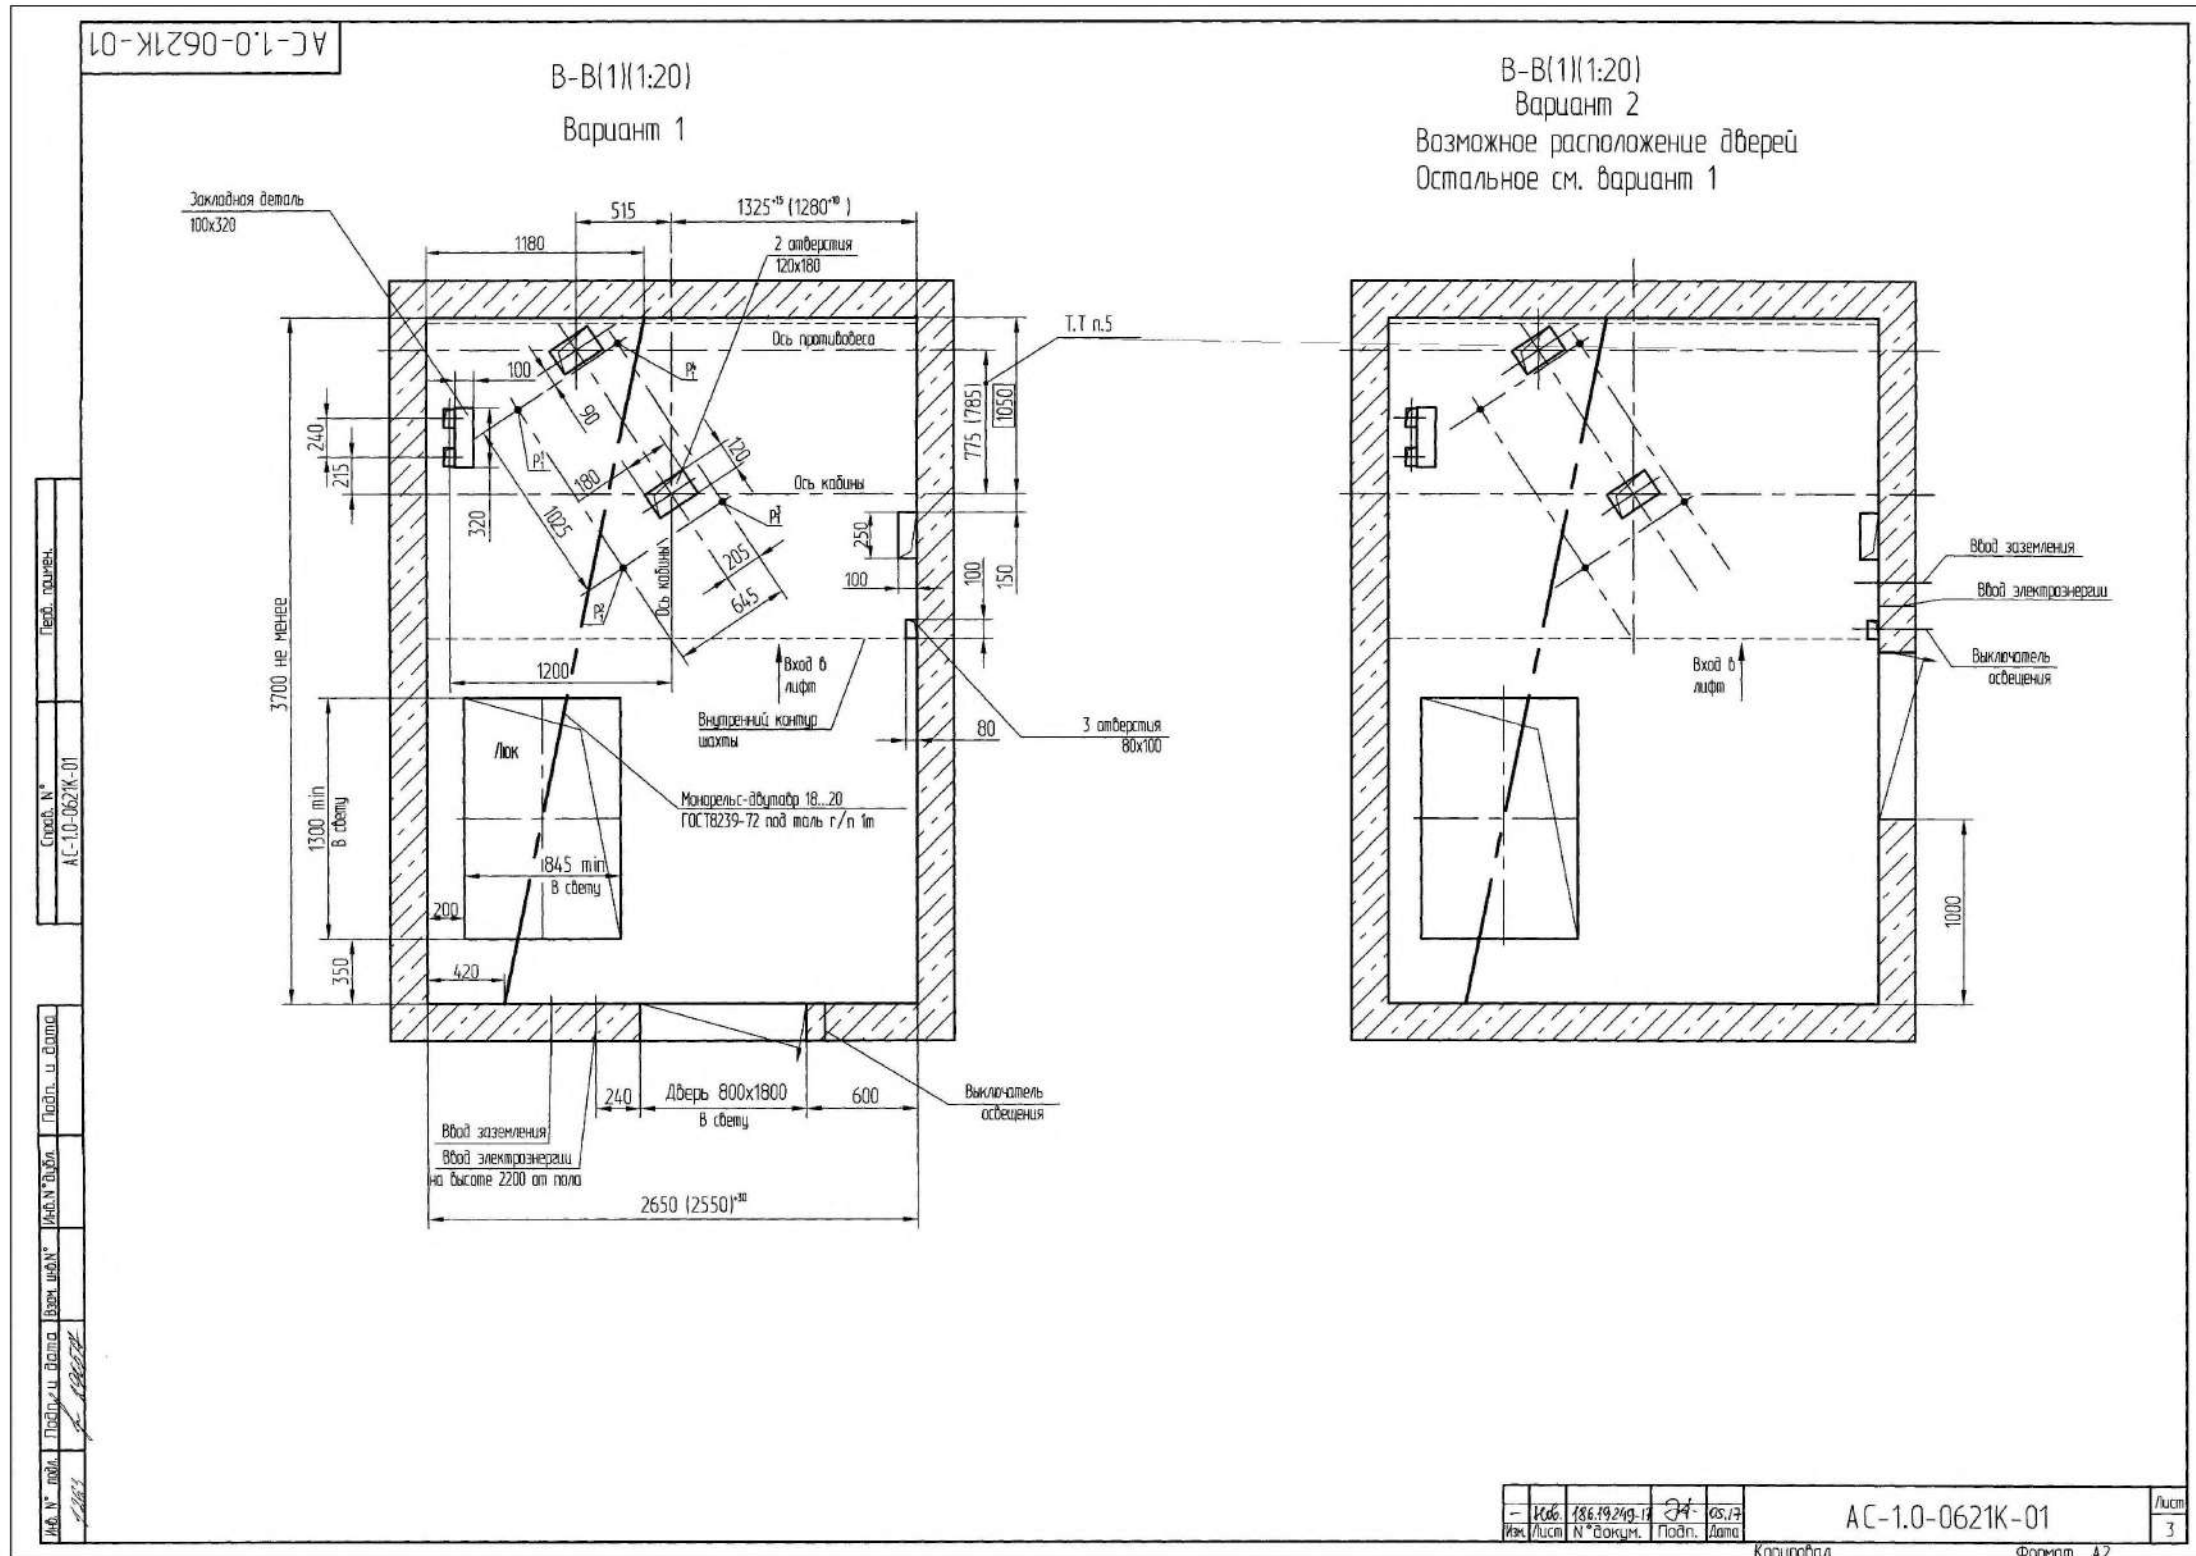 АС-1.0-0621К-01
В-В(1)(1:20)
Вариант 1
В-В(1)(1:20)
Вариант 2
Возможное расположение дверей
Остальное см. вариант 1
Закладная деталь
100х320
515
1325⁺¹⁵ (1280⁺¹⁰)
1180
2 отверстия
120х180
Т.Т п.5
Ось противовеса
100
90
240
215
320
180
120
1025
Ось кабины
Ось кабины
775 (785)
1050
250
100
100
150
205
645
3700 не менее
1200
Вход в
лифт
Внутренний контур
шахты
80
3 отверстия
80х100
Люк
Монорельс-двутавр 18...20
ГОСТ8239-72 под таль г/п 1т
1300 min
В свету
845 min
В свету
200
350
420
240
Дверь 800х1800
В свету
600
Выключатель
освещения
Ввод заземления
Ввод электроэнергии
на высоте 2200 от пола
2650 (2550)⁺³⁰
Ввод заземления
Ввод электроэнергии
Выключатель
освещения
Вход в
лифт
1000
Перв. примен.
Справ. N°
АС-1.0-0621К-01
Подп. и дата
Инв.N° дубл.
Взам. инв.N°
Подп. и дата
Инв. N° подл.
- Нов. 186.19249-17 05.17
Изм. Лист N° докум. Подп. Дата
АС-1.0-0621К-01
Лист
3
Копировал
Формат А2